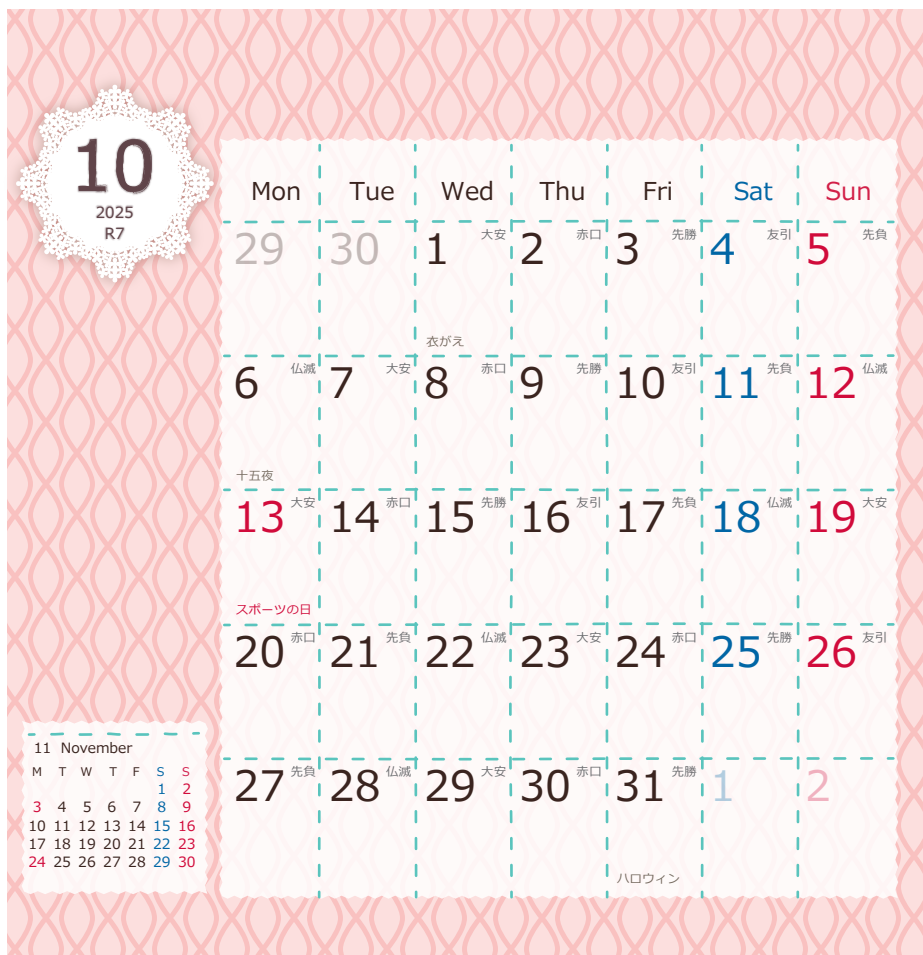 10
2025
R7
Mon Tue Wed Thu Fri Sat Sun
29 30 1 大安 2 赤口 3 先勝 4 友引 5 先負
衣がえ
6 仏滅 7 大安 8 赤口 9 先勝 10 友引 11 先負 12 仏滅
十五夜
13 大安 14 赤口 15 先勝 16 友引 17 先負 18 仏滅 19 大安
スポーツの日
20 赤口 21 先負 22 仏滅 23 大安 24 赤口 25 先勝 26 友引
27 先負 28 仏滅 29 大安 30 赤口 31 先勝 1 2
ハロウィン
11 November
M T W T F S S
1 2
3 4 5 6 7 8 9
10 11 12 13 14 15 16
17 18 19 20 21 22 23
24 25 26 27 28 29 30